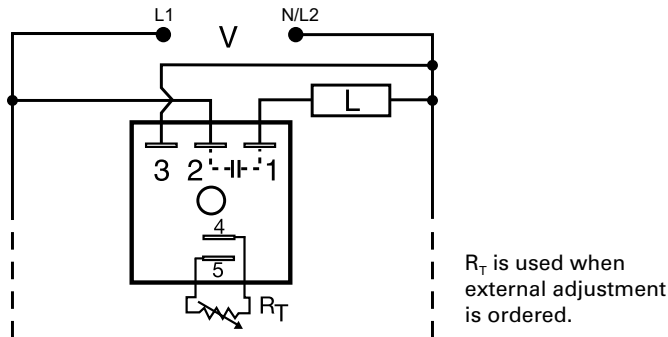 L1
V
N/L2
L
3
2
1
4
5
RT
RT is used when
external adjustment
is ordered.